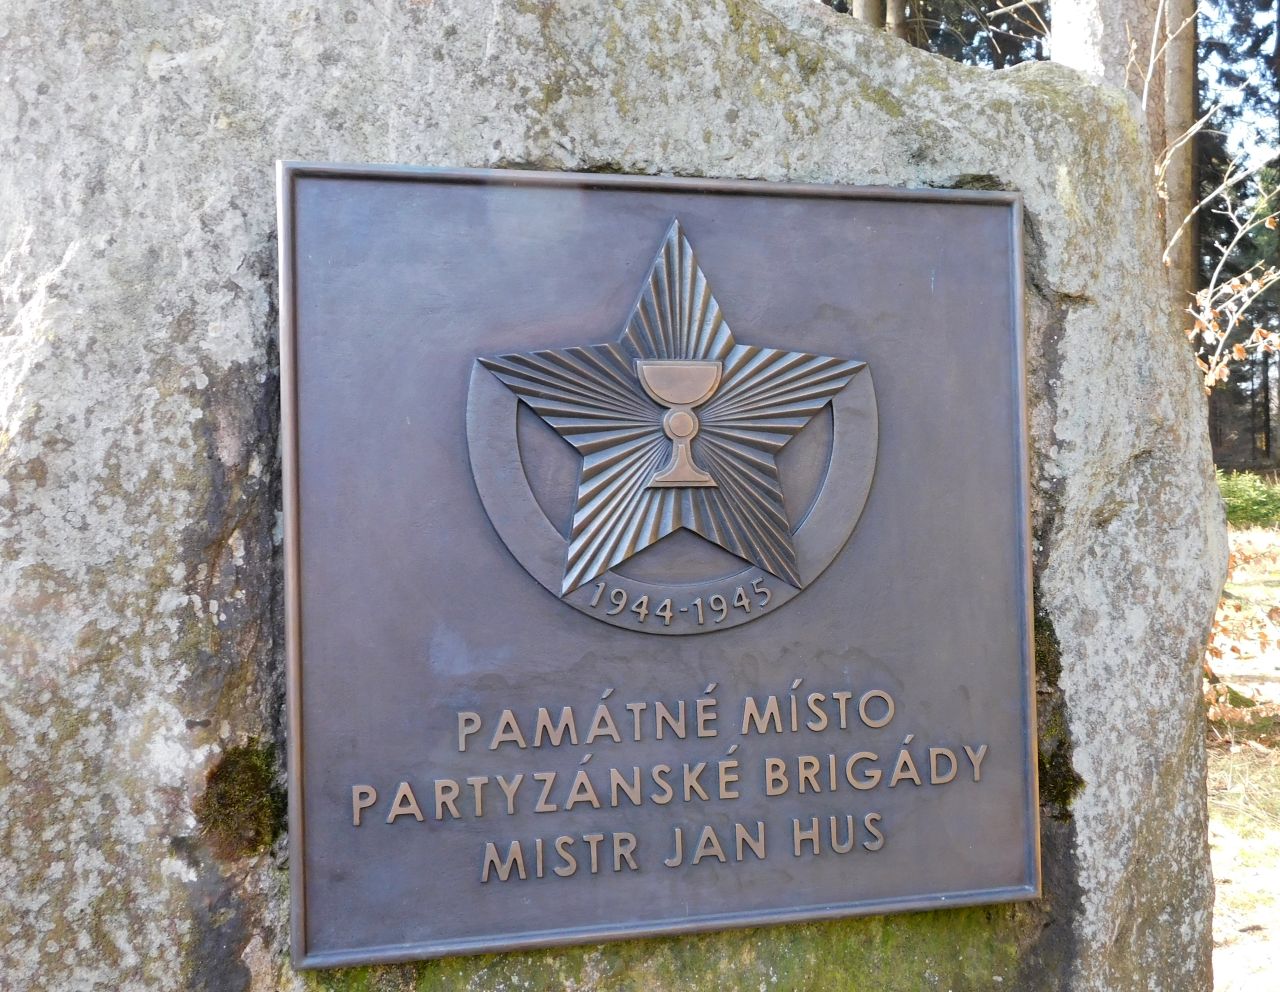 1944-1945
PAMÁTNÉ MÍSTO
PARTYZÁNSKÉ BRIGÁDY
MISTR JAN HUS